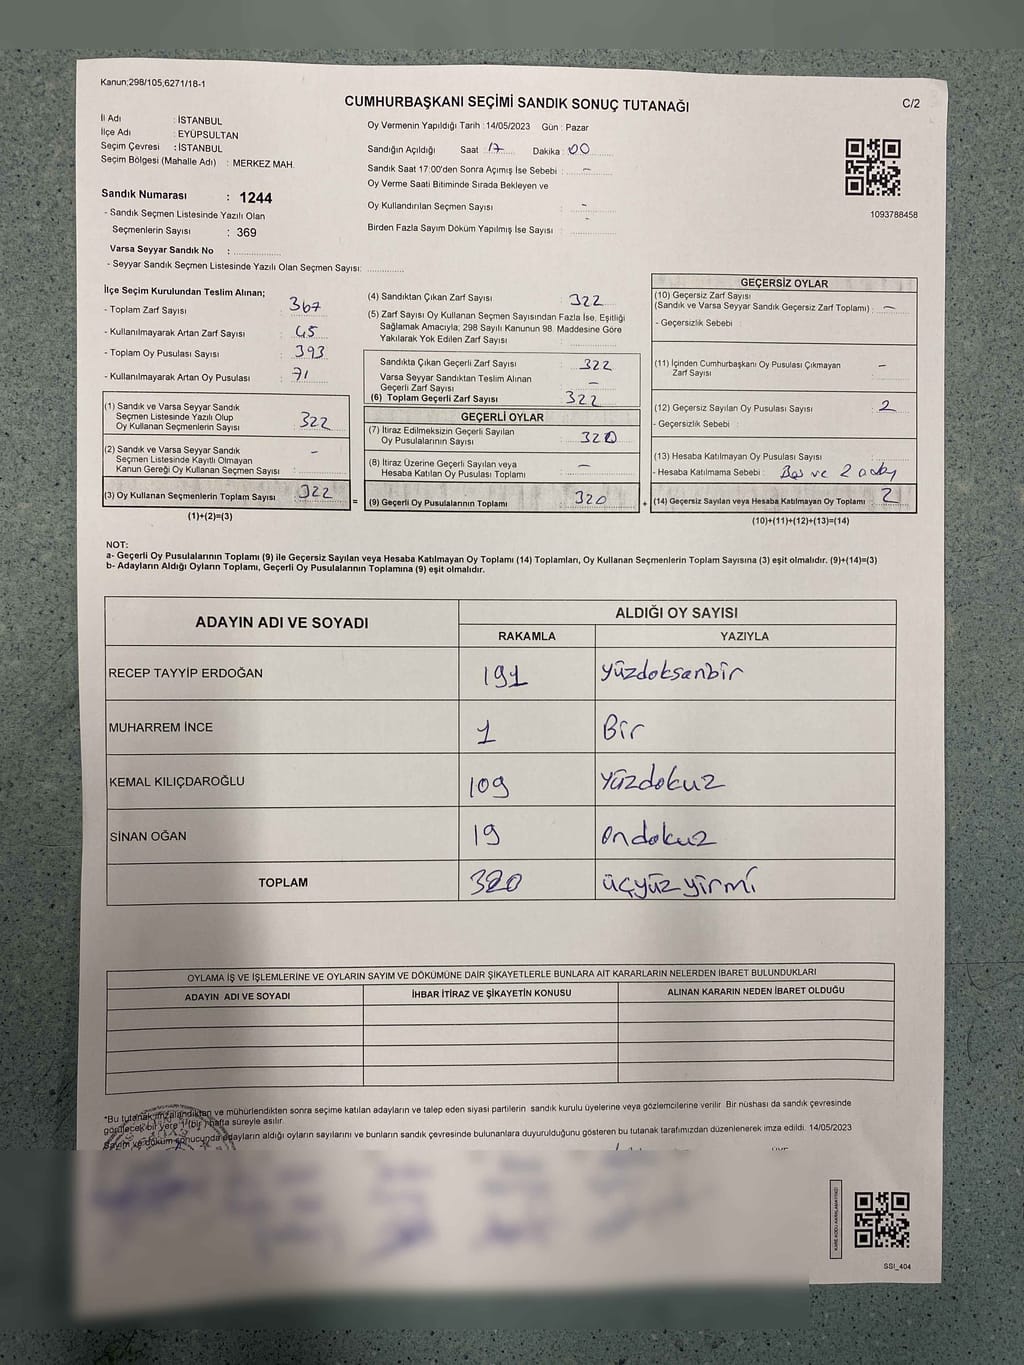 Kanun;298/105,6271/18-1
CUMHURBAŞKANI SEÇİMİ SANDIK SONUÇ TUTANAĞI
C/2
İl Adı : İSTANBUL
İlçe Adı : EYÜPSULTAN
Seçim Çevresi : İSTANBUL
Seçim Bölgesi (Mahalle Adı) : MERKEZ MAH.
Sandık Numarası : 1244
- Sandık Seçmen Listesinde Yazılı Olan
Seçmenlerin Sayısı : 369
Varsa Seyyar Sandık No :
- Seyyar Sandık Seçmen Listesinde Yazılı Olan Seçmen Sayısı:
Oy Vermenin Yapıldığı Tarih : 14/05/2023 Gün : Pazar
Sandığın Açıldığı Saat 17 Dakika : 00
Sandık Saat 17:00'den Sonra Açımış İse Sebebi : -
Oy Verme Saati Bitiminde Sırada Bekleyen ve
Oy Kullandırılan Seçmen Sayısı : -
Birden Fazla Sayım Döküm Yapılmış İse Sayısı : -
1093788458
İlçe Seçim Kurulundan Teslim Alınan;
- Toplam Zarf Sayısı : 367
- Kullanılmayarak Artan Zarf Sayısı : 45
- Toplam Oy Pusulası Sayısı : 393
- Kullanılmayarak Artan Oy Pusulası : 71
(1) Sandık ve Varsa Seyyar Sandık
Seçmen Listesinde Yazılı Olup
Oy Kullanan Seçmenlerin Sayısı : 322
(2) Sandık ve Varsa Seyyar Sandık
Seçmen Listesinde Kayıtlı Olmayan
Kanun Gereği Oy Kullanan Seçmen Sayısı : -
(3) Oy Kullanan Seçmenlerin Toplam Sayısı : 322
(1)+(2)=(3)
=
(4) Sandıktan Çıkan Zarf Sayısı : 322
(5) Zarf Sayısı Oy Kullanan Seçmen Sayısından Fazla İse, Eşitliği
Sağlamak Amacıyla; 298 Sayılı Kanunun 98. Maddesine Göre
Yakılarak Yok Edilen Zarf Sayısı :
Sandıkta Çıkan Geçerli Zarf Sayısı : 322
Varsa Seyyar Sandıktan Teslim Alınan
Geçerli Zarf Sayısı : -
(6) Toplam Geçerli Zarf Sayısı : 322
GEÇERLİ OYLAR
(7) İtiraz Edilmeksizin Geçerli Sayılan
Oy Pusulalarının Sayısı : 320
(8) İtiraz Üzerine Geçerli Sayılan veya
Hesaba Katılan Oy Pusulası Toplamı : -
(9) Geçerli Oy Pusulalarının Toplamı : 320
+
GEÇERSİZ OYLAR
(10) Geçersiz Zarf Sayısı
(Sandık ve Varsa Seyyar Sandık Geçersiz Zarf Toplamı) : -
- Geçersizlik Sebebi :
(11) İçinden Cumhurbaşkanı Oy Pusulası Çıkmayan
Zarf Sayısı : -
(12) Geçersiz Sayılan Oy Pusulası Sayısı : 2
- Geçersizlik Sebebi :
(13) Hesaba Katılmayan Oy Pusulası Sayısı :
- Hesaba Katılmama Sebebi : Boş ve 2 aday
(14) Geçersiz Sayılan veya Hesaba Katılmayan Oy Toplamı : 2
(10)+(11)+(12)+(13)=(14)
NOT:
a- Geçerli Oy Pusulalarının Toplamı (9) ile Geçersiz Sayılan veya Hesaba Katılmayan Oy Toplamı (14) Toplamları, Oy Kullanan Seçmenlerin Toplam Sayısına (3) eşit olmalıdır. (9)+(14)=(3)
b- Adayların Aldığı Oyların Toplamı, Geçerli Oy Pusulalarının Toplamına (9) eşit olmalıdır.
ADAYIN ADI VE SOYADI
ALDIĞI OY SAYISI
RAKAMLA YAZIYLA
RECEP TAYYİP ERDOĞAN 191 Yüzdoksanbir
MUHARREM İNCE 1 Bir
KEMAL KILIÇDAROĞLU 109 Yüzdokuz
SİNAN OĞAN 19 Ondokuz
TOPLAM 320 üçyüzyirmi
OYLAMA İŞ VE İŞLEMLERİNE VE OYLARIN SAYIM VE DÖKÜMÜNE DAİR ŞİKAYETLERLE BUNLARA AİT KARARLARIN NELERDEN İBARET BULUNDUKLARI
ADAYIN ADI VE SOYADI İHBAR İTİRAZ VE ŞİKAYETİN KONUSU ALINAN KARARIN NEDEN İBARET OLDUĞU
*Bu tutanak imzalandıktan ve mühürlendikten sonra seçime katılan adayların ve talep eden siyasi partilerin sandık kurulu üyelerine veya gözlemcilerine verilir. Bir nüshası da sandık çevresinde
görülecek bir yere 1 (bir) hafta süreyle asılır.
Sayım ve döküm sonucunda adayların aldığı oyların sayılarını ve bunların sandık çevresinde bulunanlara duyurulduğunu gösteren bu tutanak tarafımızdan düzenlenerek imza edildi. 14/05/2023
SSI_404